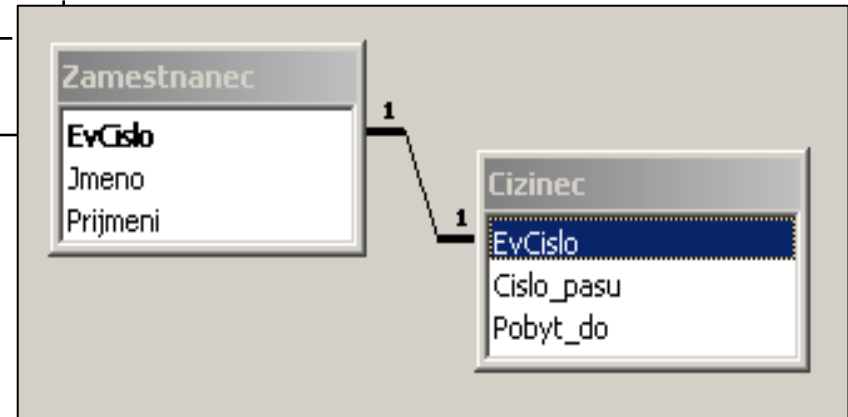 Zamestnanec
EvCislo
Jmeno
Prijmeni
1
1
Cizinec
EvCislo
Cislo_pasu
Pobyt_do